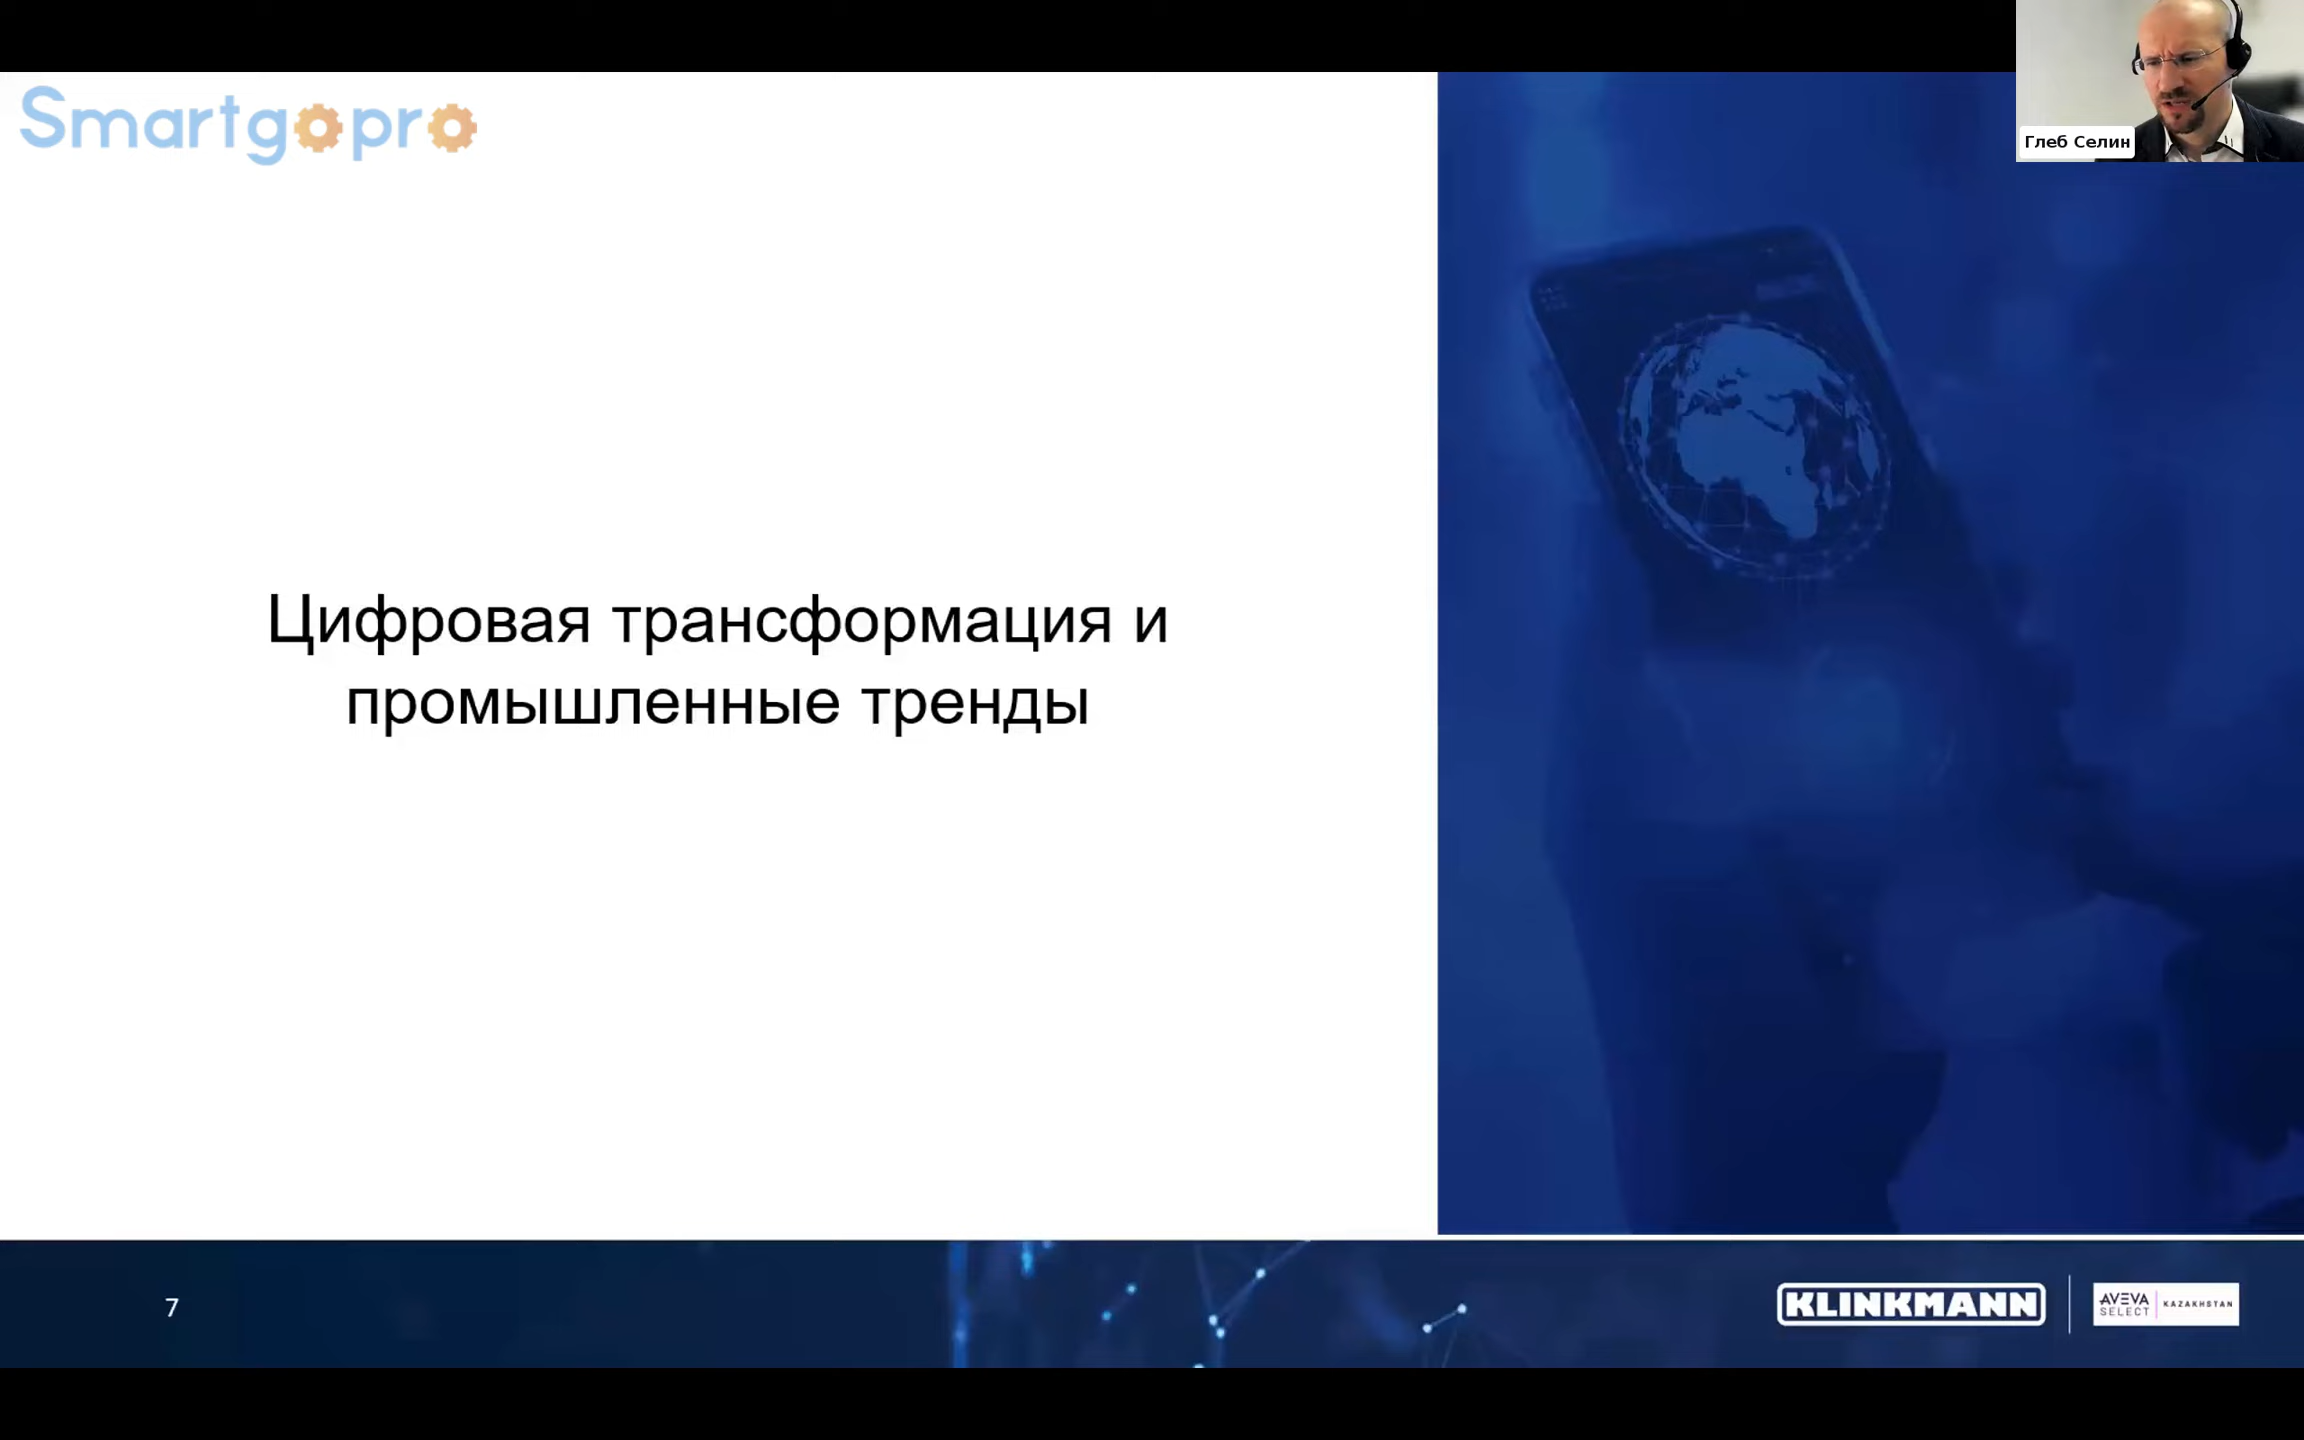 Smartgopro
Глеб Селин
Цифровая трансформация и
промышленные тренды
7
KLINKMANN
AVEVA
SELECT
KAZAKHSTAN